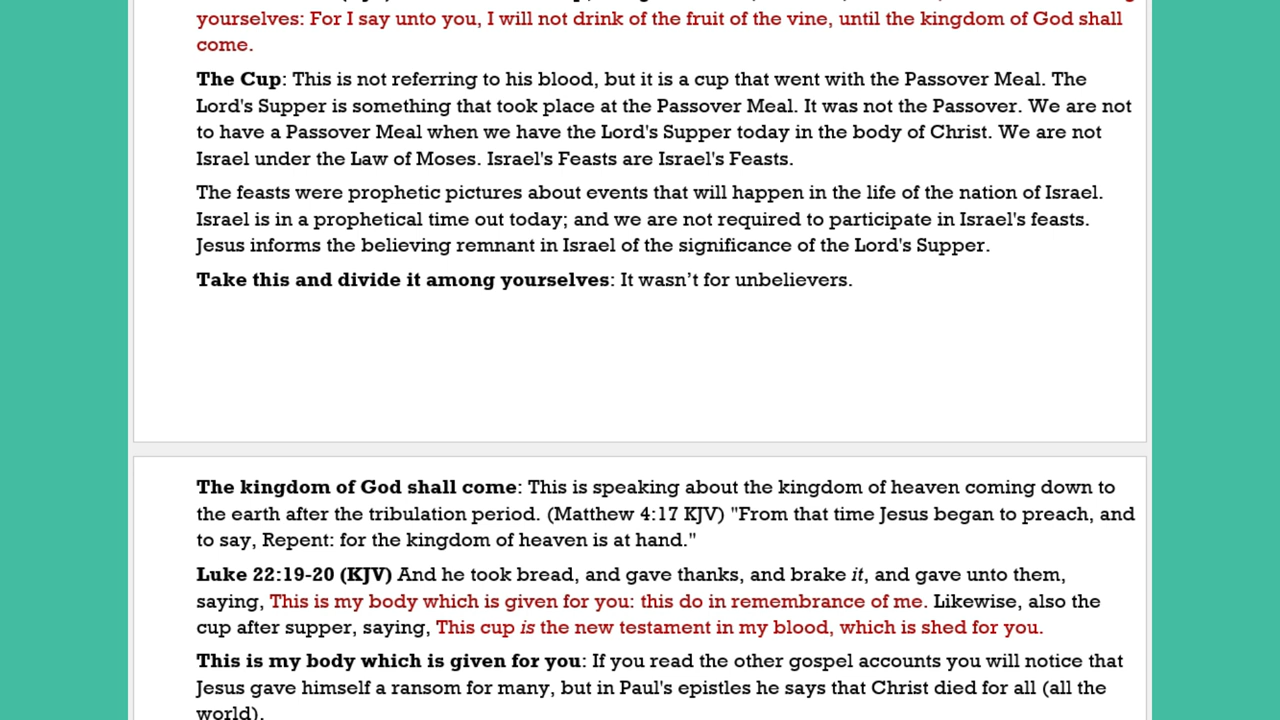 yourselves: For I say unto you, I will not drink of the fruit of the vine, until the kingdom of God shall
come.
The Cup: This is not referring to his blood, but it is a cup that went with the Passover Meal. The
Lord's Supper is something that took place at the Passover Meal. It was not the Passover. We are not
to have a Passover Meal when we have the Lord's Supper today in the body of Christ. We are not
Israel under the Law of Moses. Israel's Feasts are Israel's Feasts.
The feasts were prophetic pictures about events that will happen in the life of the nation of Israel.
Israel is in a prophetical time out today; and we are not required to participate in Israel's feasts.
Jesus informs the believing remnant in Israel of the significance of the Lord's Supper.
Take this and divide it among yourselves: It wasn’t for unbelievers.
The kingdom of God shall come: This is speaking about the kingdom of heaven coming down to
the earth after the tribulation period. (Matthew 4:17 KJV) "From that time Jesus began to preach, and
to say, Repent: for the kingdom of heaven is at hand."
Luke 22:19-20 (KJV) And he took bread, and gave thanks, and brake it, and gave unto them,
saying, This is my body which is given for you: this do in remembrance of me. Likewise, also the
cup after supper, saying, This cup is the new testament in my blood, which is shed for you.
This is my body which is given for you: If you read the other gospel accounts you will notice that
Jesus gave himself a ransom for many, but in Paul's epistles he says that Christ died for all (all the
world).